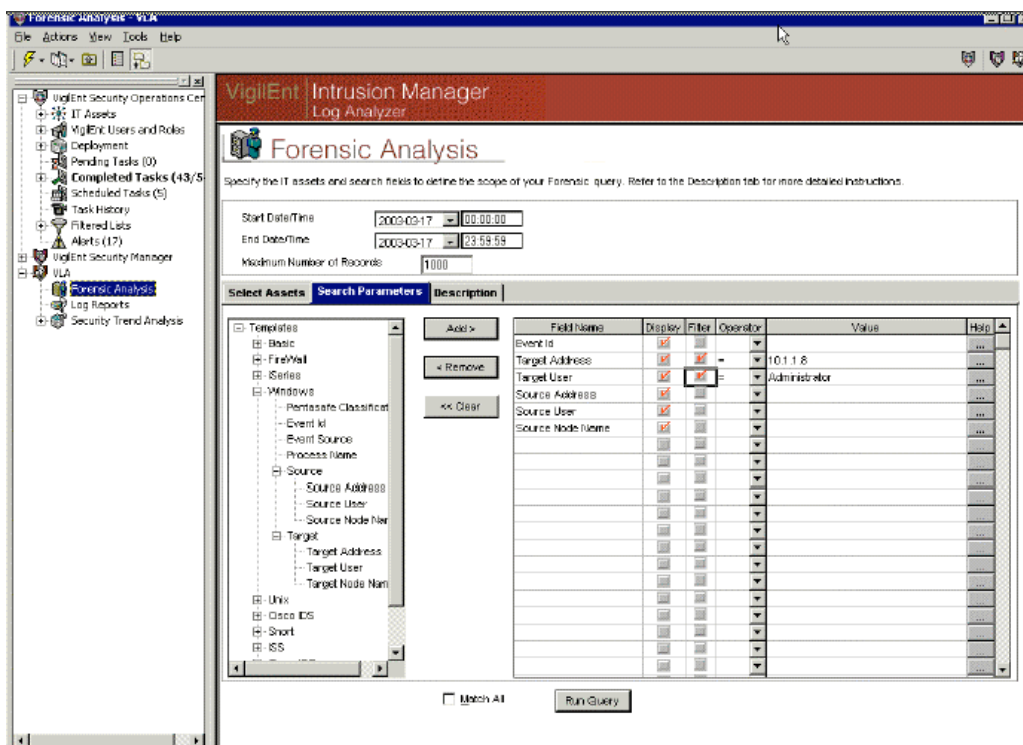 Forensic Analysis - VLA
File Actions View Tools Help
VigilEnt Security Operations Cen
IT Assets
VigilEnt Users and Roles
Deployment
Pending Tasks (0)
Completed Tasks (43/5
Scheduled Tasks (5)
Task History
Filtered Lists
Alerts (17)
VigilEnt Security Manager
VLA
Forensic Analysis
Log Reports
Security Trend Analysis
VigilEnt Intrusion Manager
Log Analyzer
Forensic Analysis
Specify the IT assets and search fields to define the scope of your Forensic query. Refer to the Description tab for more detailed instructions.
Start Date/Time 2003-03-17 00:00:00
End Date/Time 2003-03-17 23:59:59
Maximum Number of Records 1000
Select Assets Search Parameters Description
Templates
Basic
FireWall
iSeries
Windows
Pentasafe Classificat
Event Id
Event Source
Process Name
Source
Source Address
Source User
Source Node Nar
Target
Target Address
Target User
Target Node Nam
Unix
Cisco IDS
Snort
ISS
Add >
< Remove
<< Clear
Field Name Display Filter Operator Value Help
Event Id ...
Target Address = 10.1.1.8 ...
Target User = Administrator ...
Source Address ...
Source User ...
Source Node Name ...
Match All
Run Query